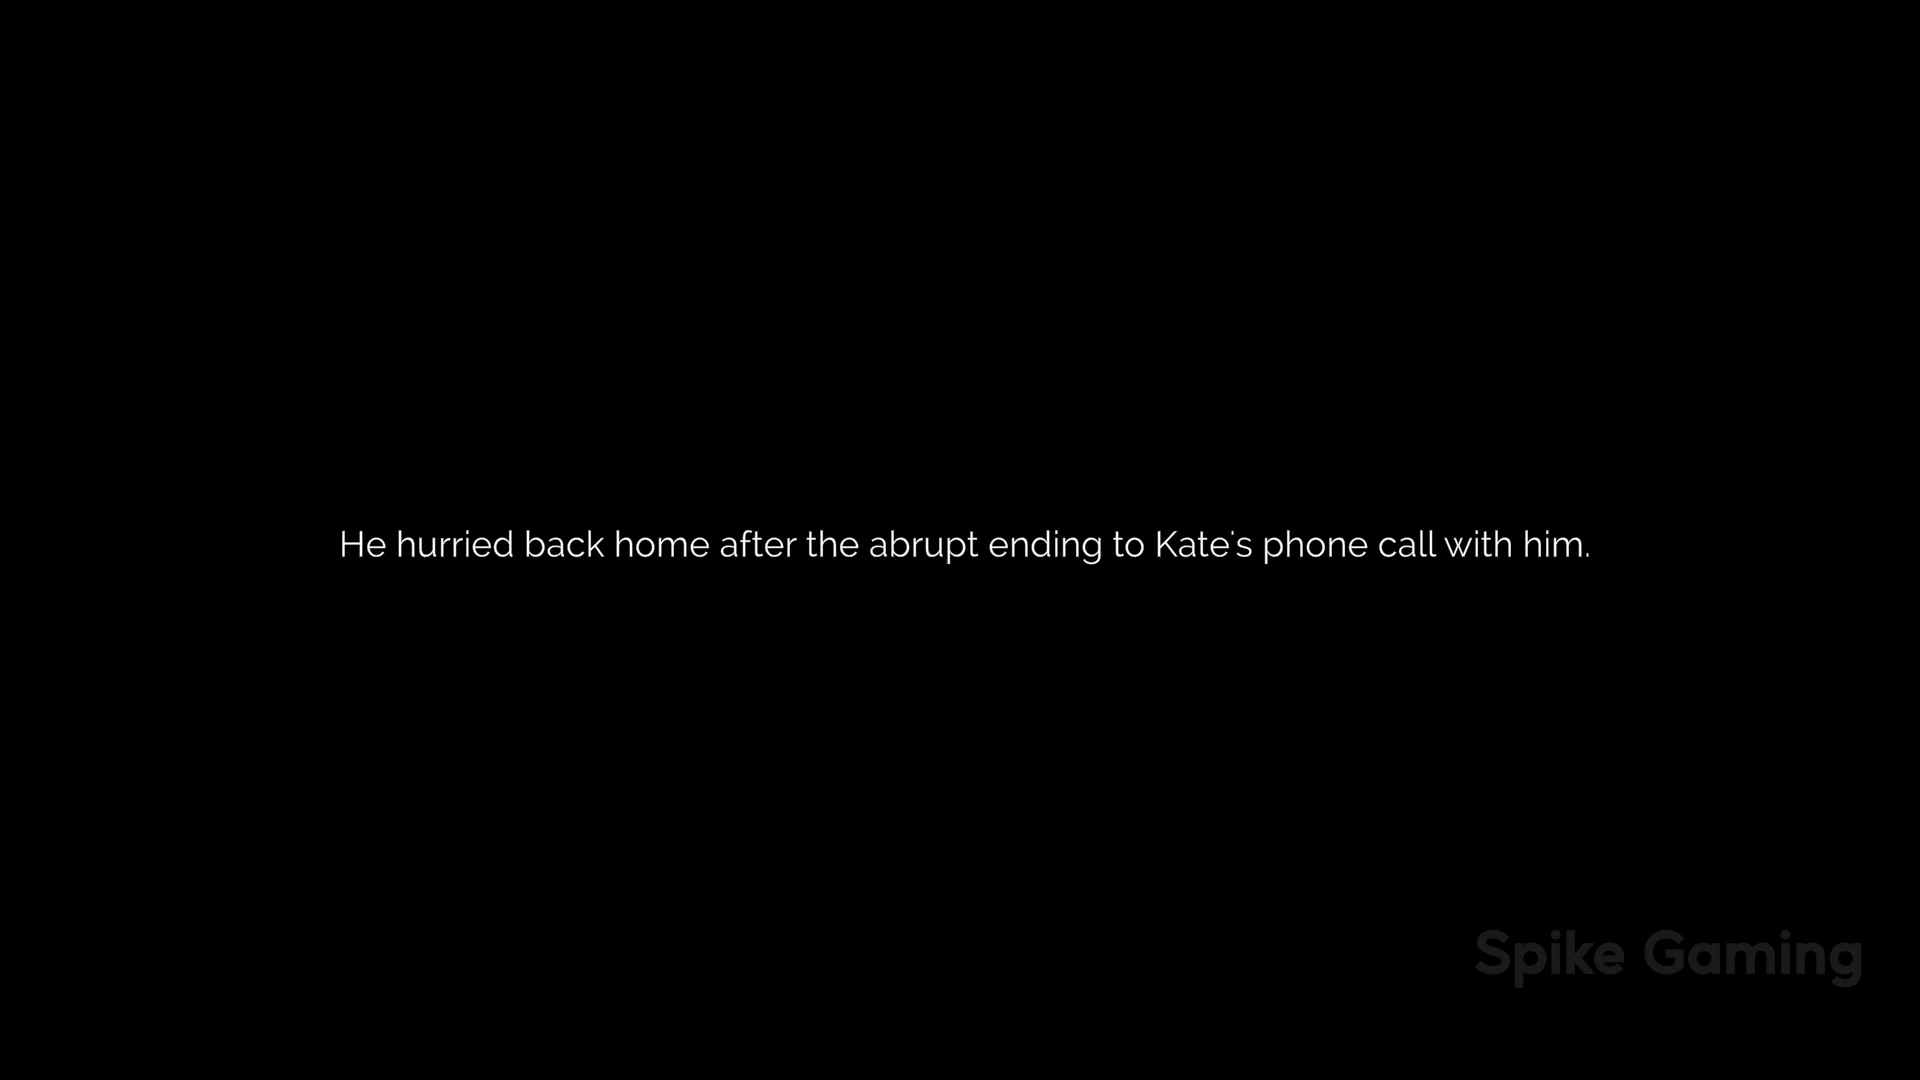 He hurried back home after the abrupt ending to Kate's phone call with him.
Spike Gaming